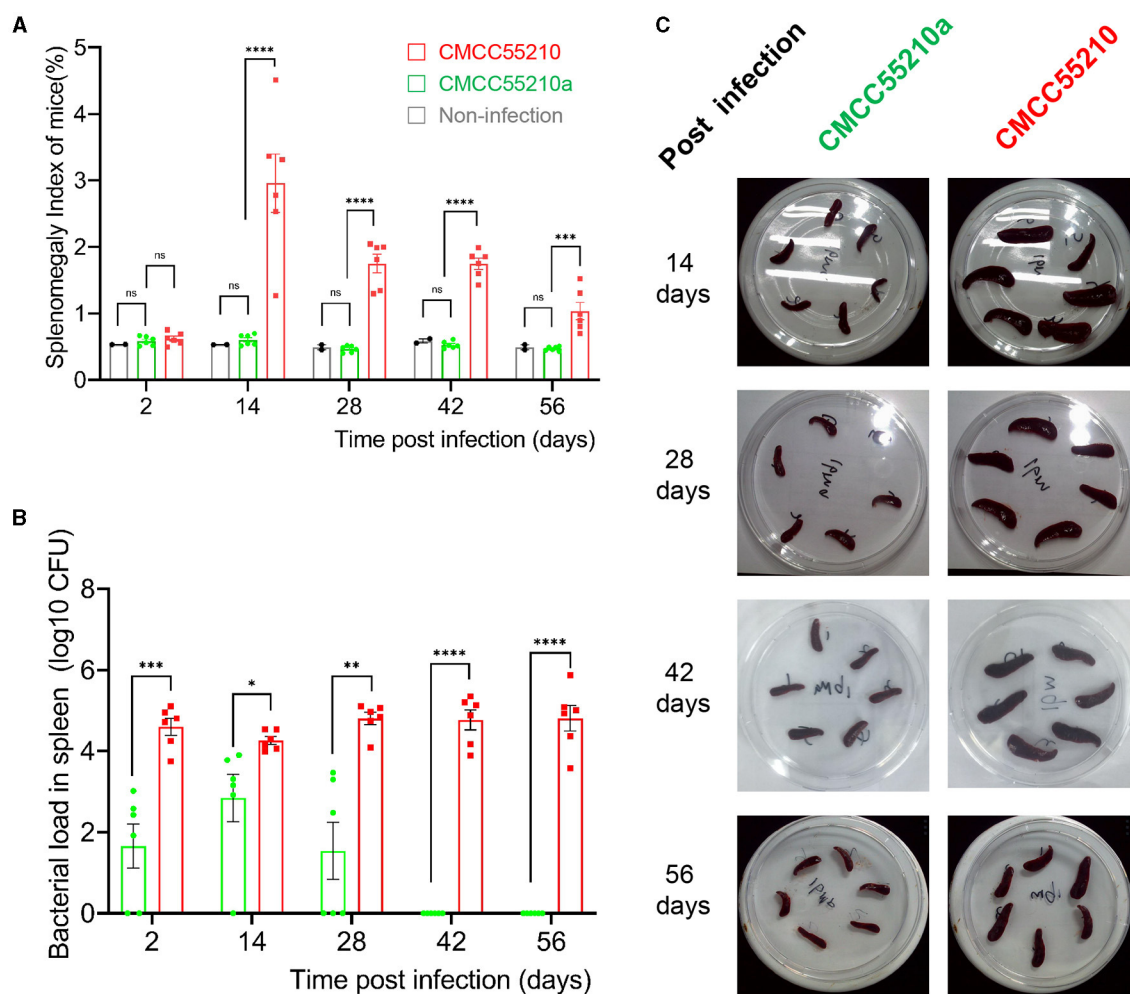 A
Splenomegaly Index of mice(%)
5
4
3
2
1
0
CMCC55210
CMCC55210a
Non-infection
ns
ns
ns
****
ns
****
ns
****
ns
***
2
14
28
42
56
Time post infection (days)
B
Bacterial load in spleen (log10 CFU)
8
6
4
2
0
***
*
**
****
****
2
14
28
42
56
Time post infection (days)
C
Post infection
CMCC55210a
CMCC55210
14
days
28
days
42
days
56
days